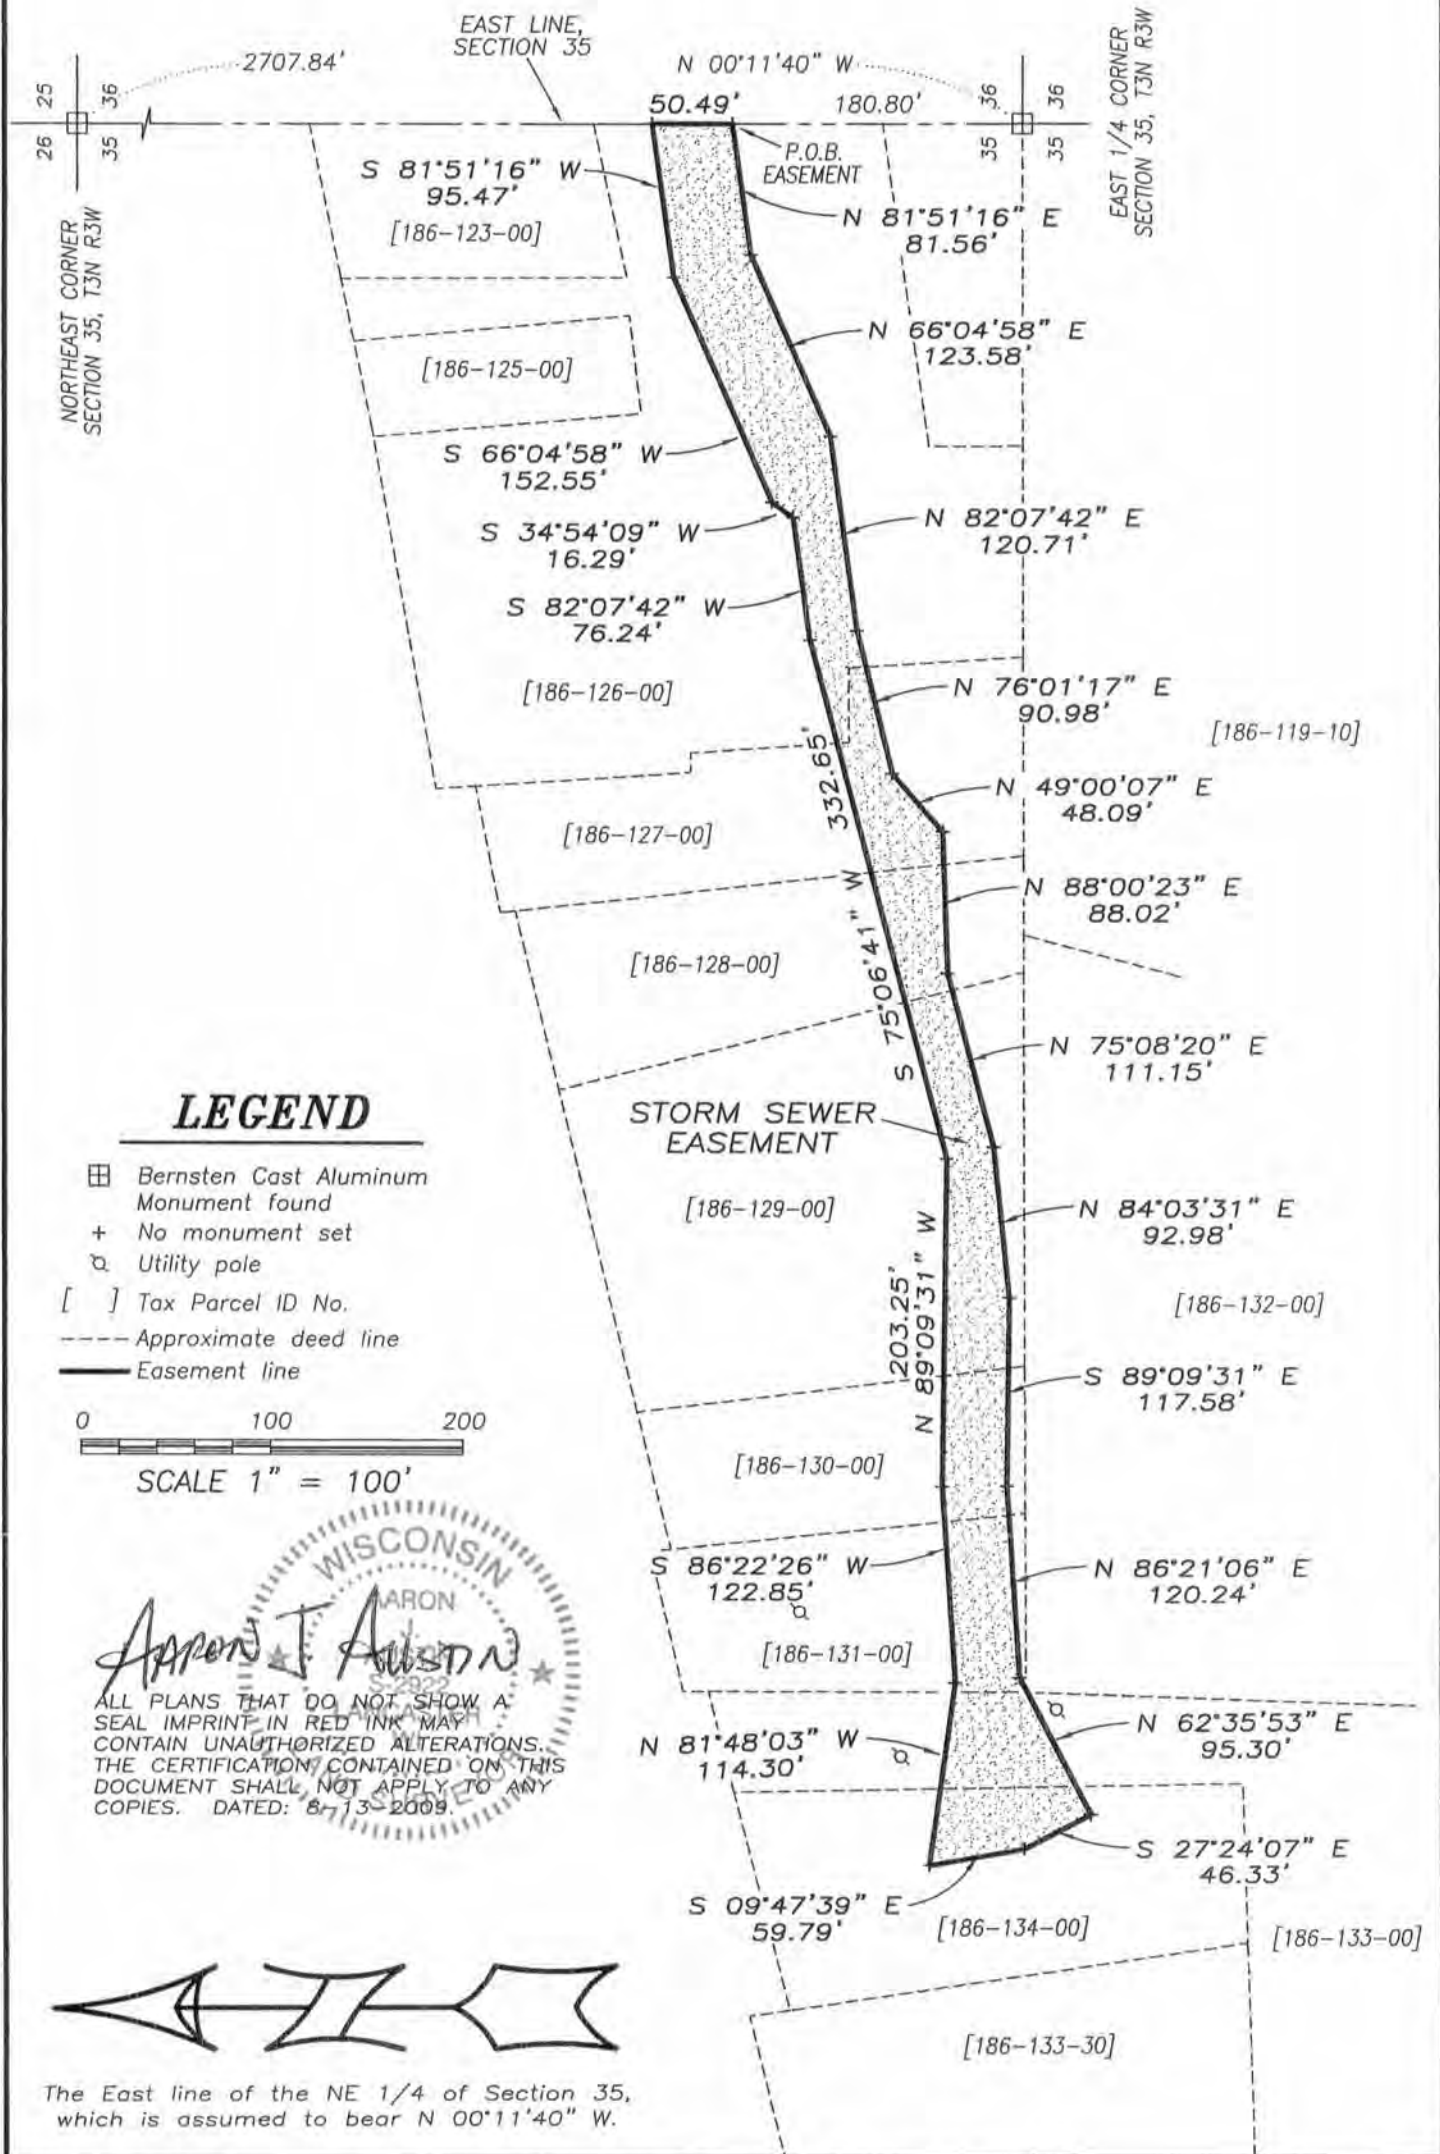 EAST LINE,
SECTION 35
2707.84'
N 00°11'40" W
50.49'
180.80'
25
36
26
35
36
36
35
35
NORTHEAST CORNER
SECTION 35, T3N R3W
EAST 1/4 CORNER
SECTION 35, T3N R3W
P.O.B.
EASEMENT
S 81°51'16" W
95.47'
[186-123-00]
N 81°51'16" E
81.56'
N 66°04'58" E
123.58'
[186-125-00]
S 66°04'58" W
152.55'
S 34°54'09" W
16.29'
N 82°07'42" E
120.71'
S 82°07'42" W
76.24'
[186-126-00]
N 76°01'17" E
90.98'
[186-119-10]
332.65'
S 75°06'41" W
N 49°00'07" E
48.09'
[186-127-00]
N 88°00'23" E
88.02'
[186-128-00]
N 75°08'20" E
111.15'
STORM SEWER
EASEMENT
[186-129-00]
N 84°03'31" E
92.98'
[186-132-00]
203.25'
N 89°09'31" W
S 89°09'31" E
117.58'
[186-130-00]
S 86°22'26" W
122.85'
N 86°21'06" E
120.24'
[186-131-00]
N 81°48'03" W
114.30'
N 62°35'53" E
95.30'
S 27°24'07" E
46.33'
S 09°47'39" E
59.79'
[186-134-00]
[186-133-00]
[186-133-30]
LEGEND
Bernsten Cast Aluminum
Monument found
+ No monument set
Utility pole
[ ] Tax Parcel ID No.
Approximate deed line
Easement line
0 100 200
SCALE 1" = 100'
WISCONSIN
AARON
J.
S-2922
LANCASTER
Aaron J Austin
ALL PLANS THAT DO NOT SHOW A
SEAL IMPRINT IN RED INK MAY
CONTAIN UNAUTHORIZED ALTERATIONS.
THE CERTIFICATION CONTAINED ON THIS
DOCUMENT SHALL NOT APPLY TO ANY
COPIES. DATED: 8-13-2009.
N
The East line of the NE 1/4 of Section 35,
which is assumed to bear N 00°11'40" W.